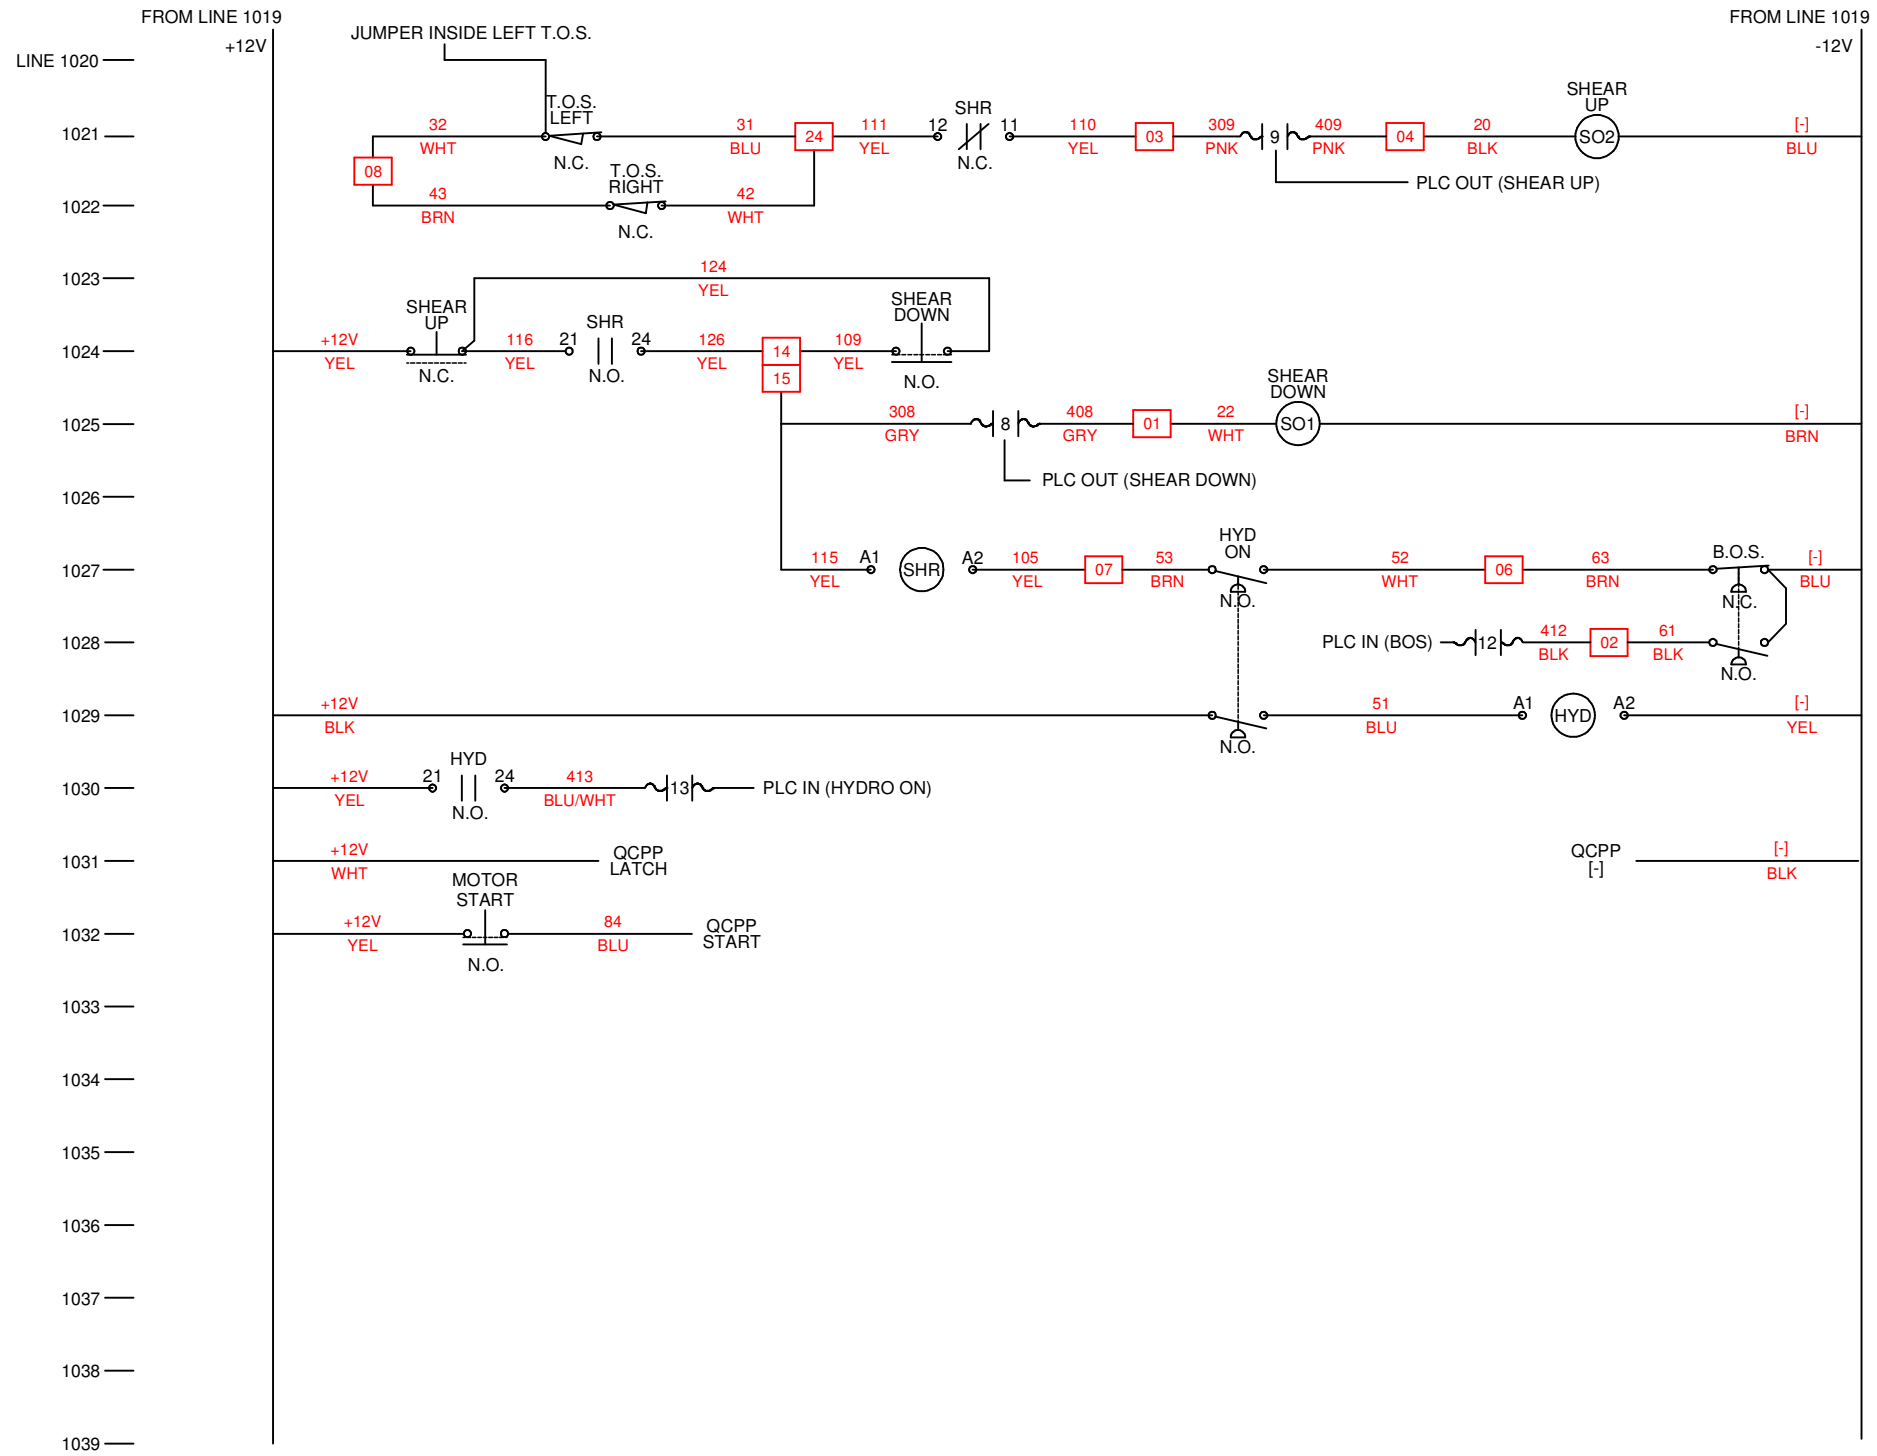 FROM LINE 1019
FROM LINE 1019
+12V
-12V
JUMPER INSIDE LEFT T.O.S.
LINE 1020
SHEAR
UP
T.O.S.
LEFT
SHR
1021
32
31
24
111
12
11
110
03
309
9
409
04
20
SO2
[-]
WHT
BLU
YEL
YEL
PNK
PNK
BLK
BLU
N.C.
N.C.
08
T.O.S.
RIGHT
PLC OUT (SHEAR UP)
1022
43
42
BRN
WHT
N.C.
1023
124
YEL
SHEAR
UP
SHEAR
DOWN
SHR
1024
+12V
116
21
24
126
14
109
YEL
YEL
YEL
YEL
N.C.
N.O.
15
N.O.
SHEAR
DOWN
1025
308
8
408
01
22
SO1
[-]
GRY
GRY
WHT
BRN
PLC OUT (SHEAR DOWN)
1026
HYD
ON
B.O.S.
1027
115
A1
SHR
A2
105
07
53
52
06
63
[-]
YEL
YEL
BRN
WHT
BRN
BLU
N.O.
N.C.
1028
PLC IN (BOS)
12
412
02
61
BLK
BLK
N.O.
1029
+12V
51
A1
HYD
A2
[-]
BLK
BLU
YEL
N.O.
HYD
1030
+12V
21
24
413
13
PLC IN (HYDRO ON)
YEL
BLU/WHT
N.O.
1031
+12V
WHT
QCPP
LATCH
QCPP
[-]
[-]
BLK
MOTOR
START
1032
+12V
84
QCPP
START
YEL
BLU
N.O.
1033
1034
1035
1036
1037
1038
1039